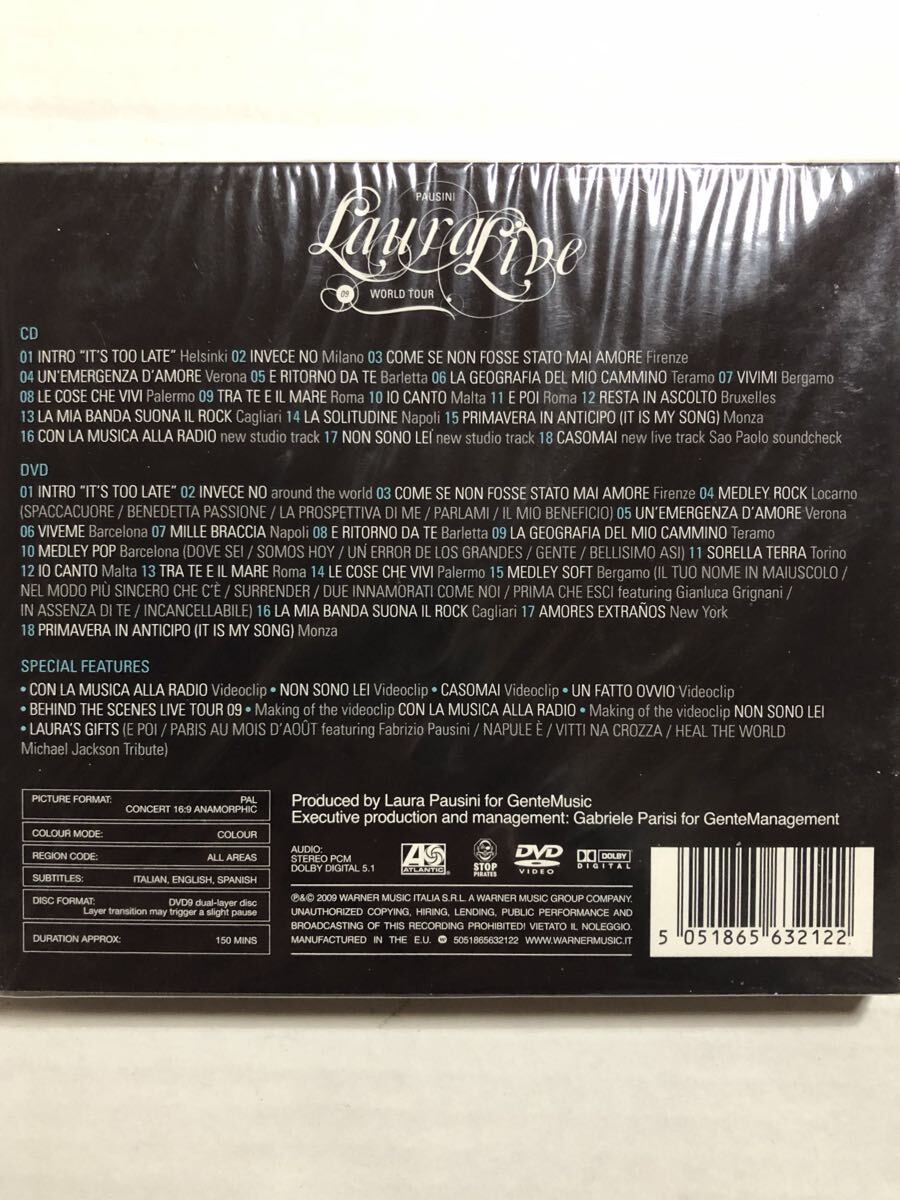 PAUSINI
Laura Live
09 WORLD TOUR
CD
01 INTRO "IT'S TOO LATE" Helsinki 02 INVECE NO Milano 03 COME SE NON FOSSE STATO MAI AMORE Firenze
04 UN'EMERGENZA D'AMORE Verona 05 E RITORNO DA TE Barletta 06 LA GEOGRAFIA DEL MIO CAMMINO Teramo 07 VIVIMI Bergamo
08 LE COSE CHE VIVI Palermo 09 TRA TE E IL MARE Roma 10 IO CANTO Malta 11 E POI Roma 12 RESTA IN ASCOLTO Bruxelles
13 LA MIA BANDA SUONA IL ROCK Cagliari 14 LA SOLITUDINE Napoli 15 PRIMAVERA IN ANTICIPO (IT IS MY SONG) Monza
16 CON LA MUSICA ALLA RADIO new studio track 17 NON SONO LEI new studio track 18 CASOMAI new live track Sao Paolo soundcheck
DVD
01 INTRO "IT'S TOO LATE" 02 INVECE NO around the world 03 COME SE NON FOSSE STATO MAI AMORE Firenze 04 MEDLEY ROCK Locarno
(SPACCACUORE / BENEDETTA PASSIONE / LA PROSPETTIVA DI ME / PARLAMI / IL MIO BENEFICIO) 05 UN'EMERGENZA D'AMORE Verona
06 VIVEME Barcelona 07 MILLE BRACCIA Napoli 08 E RITORNO DA TE Barletta 09 LA GEOGRAFIA DEL MIO CAMMINO Teramo
10 MEDLEY POP Barcelona (DOVE SEI / SOMOS HOY / UN ERROR DE LOS GRANDES / GENTE / BELLISIMO ASI) 11 SORELLA TERRA Torino
12 IO CANTO Malta 13 TRA TE E IL MARE Roma 14 LE COSE CHE VIVI Palermo 15 MEDLEY SOFT Bergamo (IL TUO NOME IN MAIUSCOLO /
NEL MODO PIÙ SINCERO CHE C'È / SURRENDER / DUE INNAMORATI COME NOI / PRIMA CHE ESCI featuring Gianluca Grignani /
IN ASSENZA DI TE / INCANCELLABILE) 16 LA MIA BANDA SUONA IL ROCK Cagliari 17 AMORES EXTRAÑOS New York
18 PRIMAVERA IN ANTICIPO (IT IS MY SONG) Monza
SPECIAL FEATURES
• CON LA MUSICA ALLA RADIO Videoclip • NON SONO LEI Videoclip • CASOMAI Videoclip • UN FATTO OVVIO Videoclip
• BEHIND THE SCENES LIVE TOUR 09 • Making of the videoclip CON LA MUSICA ALLA RADIO • Making of the videoclip NON SONO LEI
• LAURA'S GIFTS (E POI / PARIS AU MOIS D'AOÛT featuring Fabrizio Pausini / NAPULE È / VITTI NA CROZZA / HEAL THE WORLD
Michael Jackson Tribute)
PICTURE FORMAT: PAL
CONCERT 16:9 ANAMORPHIC
COLOUR MODE: COLOUR
REGION CODE: ALL AREAS
SUBTITLES: ITALIAN, ENGLISH, SPANISH
DISC FORMAT: DVD9 dual-layer disc
Layer transition may trigger a slight pause
DURATION APPROX: 150 MINS
Produced by Laura Pausini for GenteMusic
Executive production and management: Gabriele Parisi for GenteManagement
AUDIO:
STEREO PCM
DOLBY DIGITAL 5.1
ATLANTIC
STOP
PIRATES
DVD
VIDEO
DOLBY
DIGITAL
℗&© 2009 WARNER MUSIC ITALIA S.R.L. A WARNER MUSIC GROUP COMPANY.
UNAUTHORIZED COPYING, HIRING, LENDING, PUBLIC PERFORMANCE AND
BROADCASTING OF THIS RECORDING PROHIBITED! VIETATO IL NOLEGGIO.
MANUFACTURED IN THE E.U. 5051865632122 WWW.WARNERMUSIC.IT
5 051865 632122